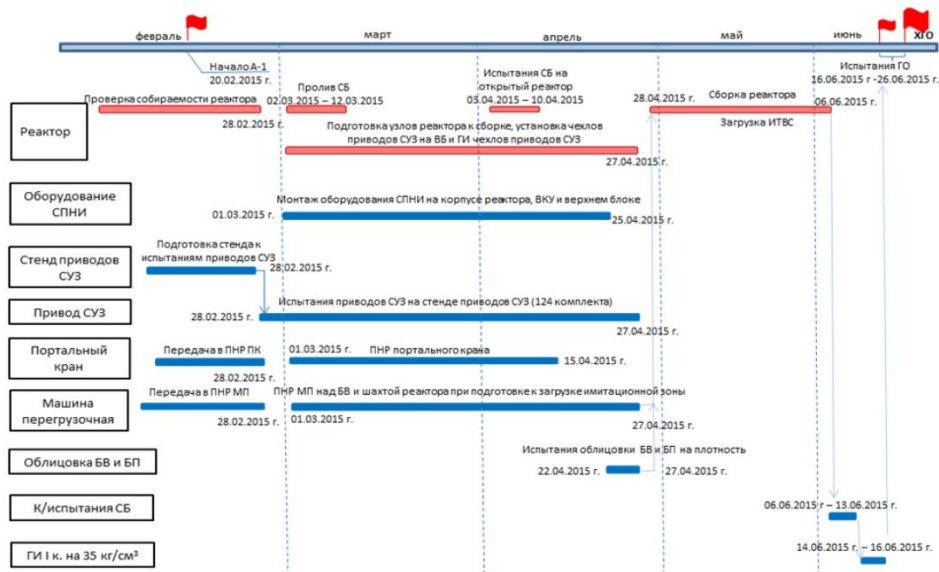 февраль
март
апрель
май
июнь
ХГО
Начало А-1
20.02.2015 г.
Испытания ГО
16.06.2015 г -26.06.2015 г.
Реактор
Проверка собираемости реактора
28.02.2015 г.
Пролив СБ
02.03.2015 – 12.03.2015
Испытания СБ на
открытый реактор
03.04.2015 – 10.04.2015
28.04.2015 г.
Сборка реактора
06.06.2015 г.
Загрузка ИТВС
Подготовка узлов реактора к сборке, установка чехлов
приводов СУЗ на ВБ и ГИ чехлов приводов СУЗ
27.04.2015 г.
Оборудование
СПНИ
01.03.2015 г.
Монтаж оборудования СПНИ на корпусе реактора, ВКУ и верхнем блоке
25.04.2015 г.
Стенд приводов
СУЗ
Подготовка стенда к
испытаниям приводов СУЗ
28.02.2015 г.
Привод СУЗ
28.02.2015 г.
Испытания приводов СУЗ на стенде приводов СУЗ (124 комплекта)
27.04.2015 г.
Портальный
кран
Передача в ПНР ПК
28.02.2015 г.
01.03.2015 г.
ПНР портального крана
15.04.2015 г.
Машина
перегрузочная
Передача в ПНР МП
28.02.2015 г.
ПНР МП над БВ и шахтой реактора при подготовке к загрузке имитационной зоны
01.03.2015 г.
27.04.2015 г.
Облицовка БВ и БП
Испытания облицовки БВ и БП на плотность
22.04.2015 г.
27.04.2015 г.
К/испытания СБ
06.06.2015 г – 13.06.2015 г.
ГИ I к. на 35 кг/см³
14.06.2015 г. – 16.06.2015 г.